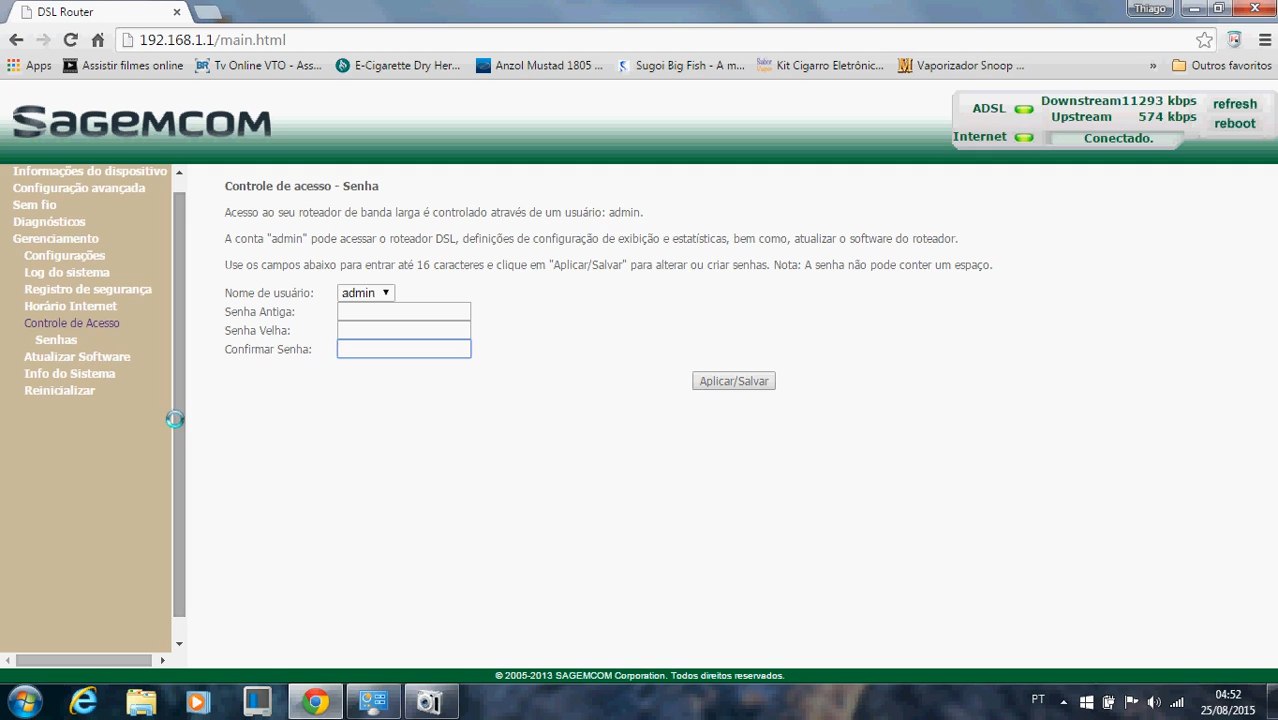 DSL Router
Thiago
192.168.1.1/main.html
Apps
Assistir filmes online
BR Tv Online VTO - Ass...
E-Cigarette Dry Her...
Anzol Mustad 1805 ...
Sugoi Big Fish - A m...
Kit Cigarro Eletrônic...
Vaporizador Snoop ...
»
Outros favoritos
SAGEMCOM
ADSL
Downstream 11293 kbps
Upstream 574 kbps
refresh
reboot
Internet
Conectado.
Informações do dispositivo
Configuração avançada
Sem fio
Diagnósticos
Gerenciamento
Configurações
Log do sistema
Registro de segurança
Horário Internet
Controle de Acesso
Senhas
Atualizar Software
Info do Sistema
Reinicializar
Controle de acesso - Senha
Acesso ao seu roteador de banda larga é controlado através de um usuário: admin.
A conta "admin" pode acessar o roteador DSL, definições de configuração de exibição e estatísticas, bem como, atualizar o software do roteador.
Use os campos abaixo para entrar até 16 caracteres e clique em "Aplicar/Salvar" para alterar ou criar senhas. Nota: A senha não pode conter um espaço.
Nome de usuário: admin
Senha Antiga:
Senha Velha:
Confirmar Senha:
Aplicar/Salvar
© 2005-2013 SAGEMCOM Corporation. Todos direitos reservados.
PT
04:52
25/08/2015